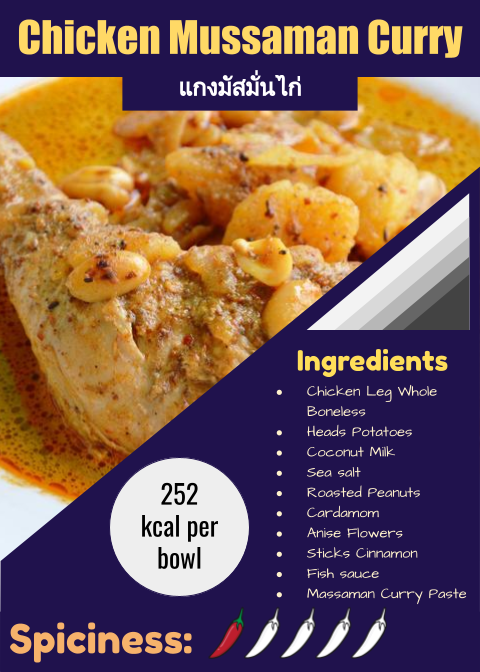 Chicken Mussaman Curry
แกงมัสมั่นไก่
Ingredients
Chicken Leg Whole
Boneless
Heads Potatoes
Coconut Milk
Sea salt
Roasted Peanuts
Cardamom
Anise Flowers
Sticks Cinnamon
Fish sauce
Massaman Curry Paste
252
kcal per
bowl
Spiciness: